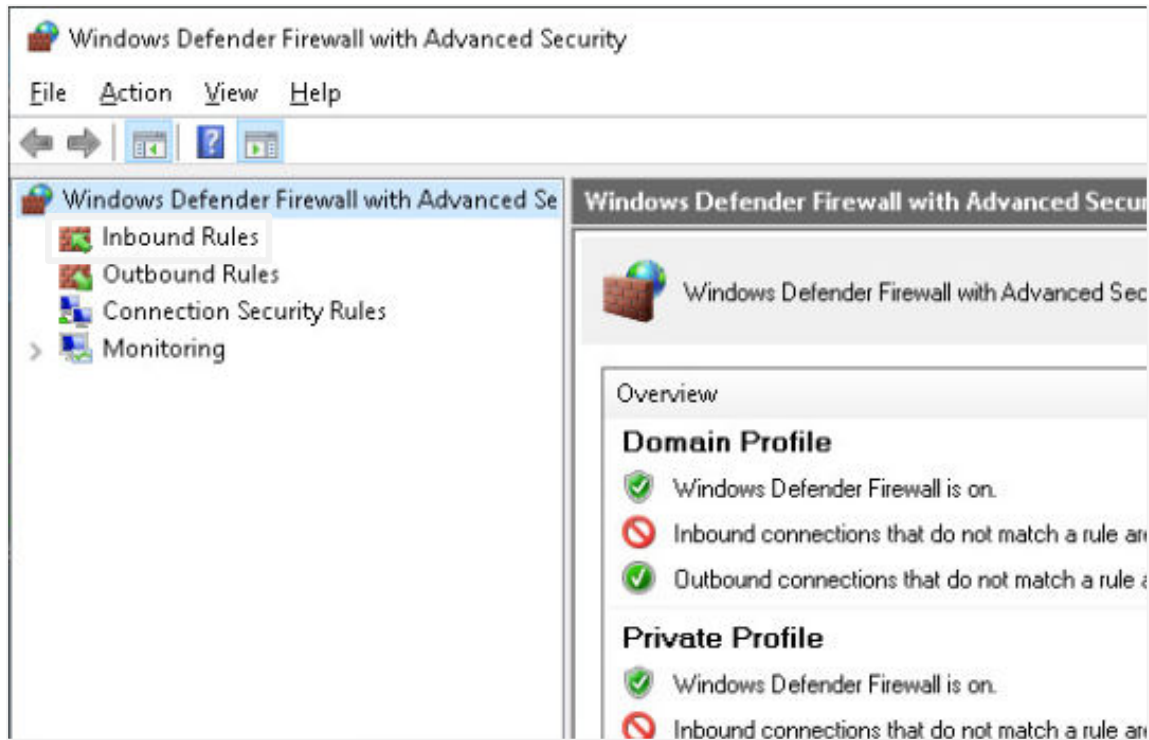 Windows Defender Firewall with Advanced Security
File Action View Help
Windows Defender Firewall with Advanced Se
Inbound Rules
Outbound Rules
Connection Security Rules
Monitoring
Windows Defender Firewall with Advanced Secur
Windows Defender Firewall with Advanced Sec
Overview
Domain Profile
Windows Defender Firewall is on.
Inbound connections that do not match a rule are
Outbound connections that do not match a rule a
Private Profile
Windows Defender Firewall is on.
Inbound connections that do not match a rule are